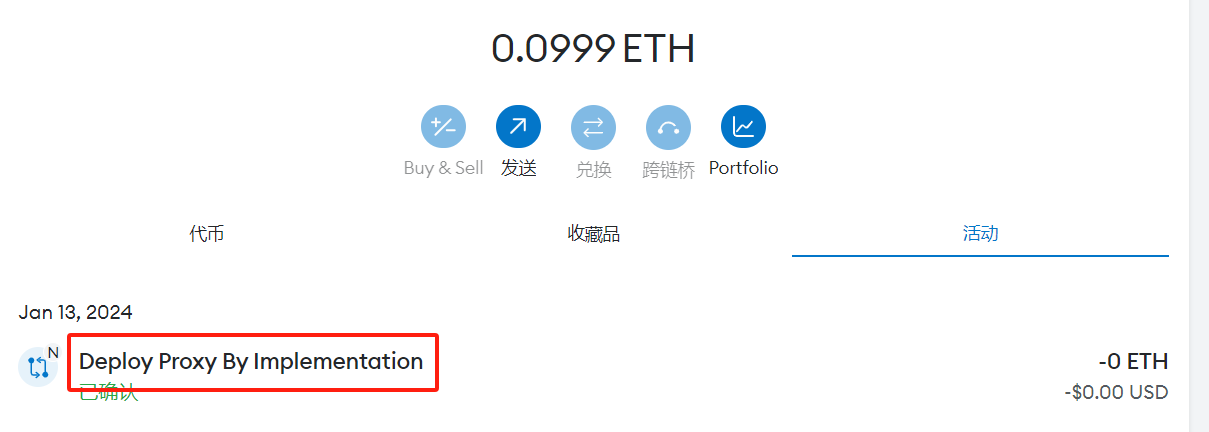 0.0999 ETH
Buy & Sell 发送 兑换 跨链桥 Portfolio
代币 收藏品 活动
Jan 13, 2024
N Deploy Proxy By Implementation -0 ETH
已确认 -$0.00 USD